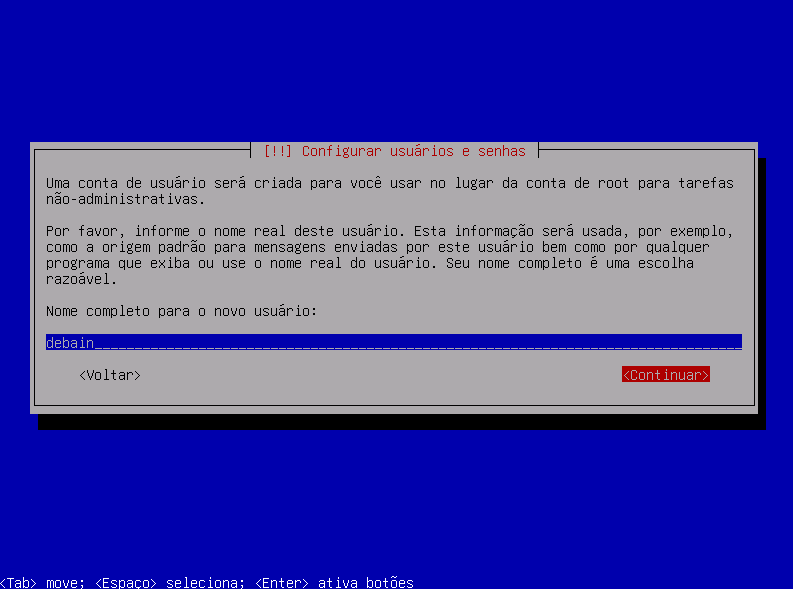 [!!] Configurar usuários e senhas
Uma conta de usuário será criada para você usar no lugar da conta de root para tarefas
não-administrativas.
Por favor, informe o nome real deste usuário. Esta informação será usada, por exemplo,
como a origem padrão para mensagens enviadas por este usuário bem como por qualquer
programa que exiba ou use o nome real do usuário. Seu nome completo é uma escolha
razoável.
Nome completo para o novo usuário:
debain
<Voltar> <Continuar>
<Tab> move; <Espaço> seleciona; <Enter> ativa botões